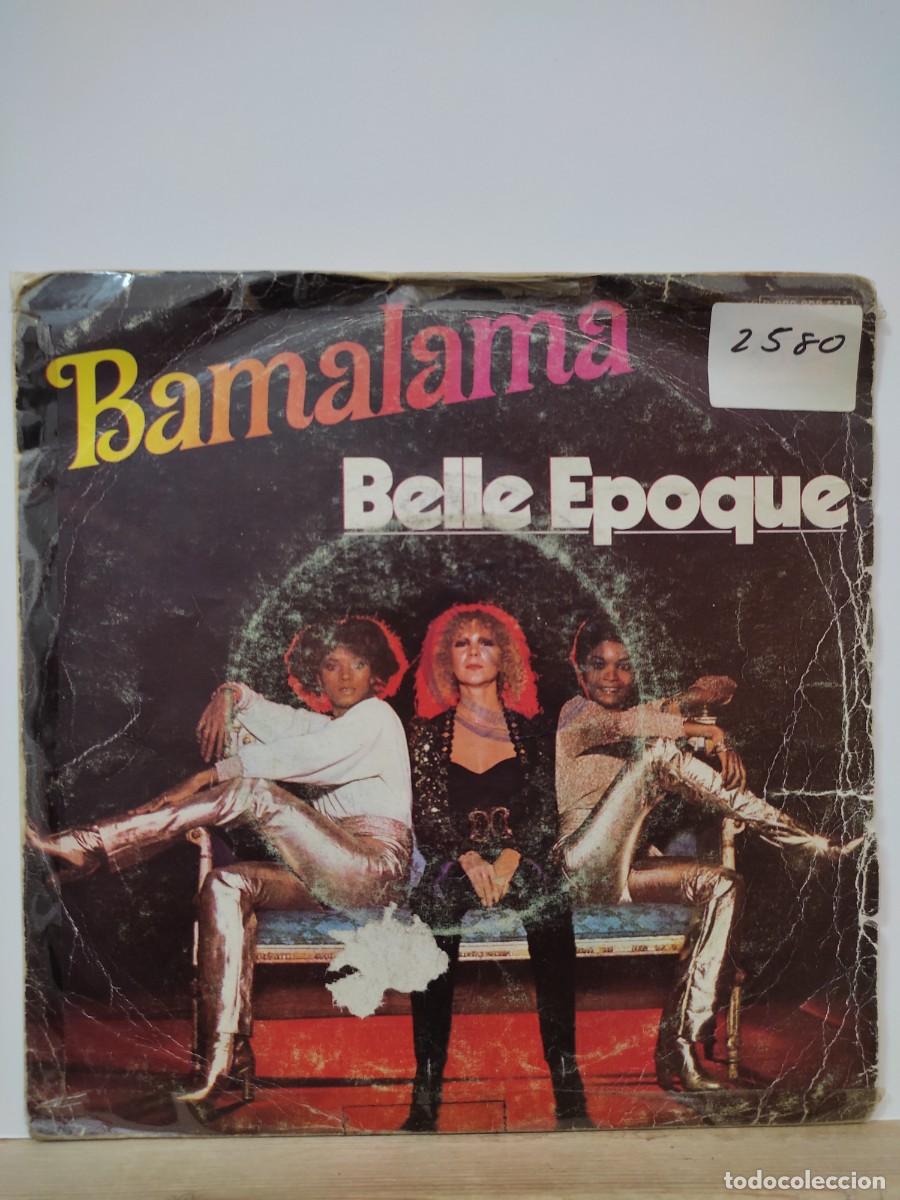 Bamalama
2580
Belle Epoque
todocoleccion